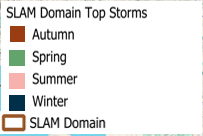 SLAM Domain Top Storms
Autumn
Spring
Summer
Winter
SLAM Domain